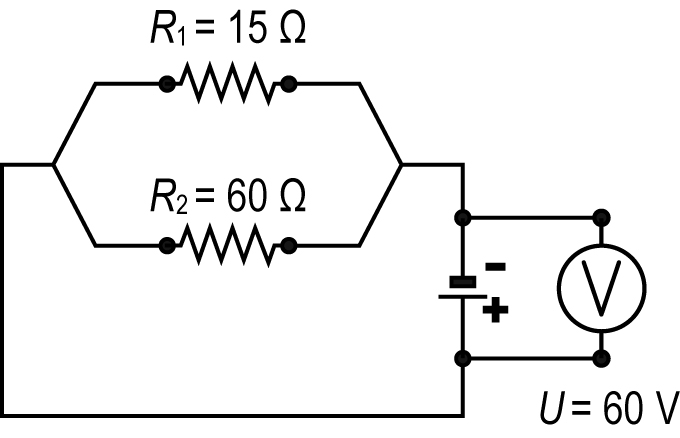 R₁ = 15 Ω
R₂ = 60 Ω
-
+
V
U = 60 V